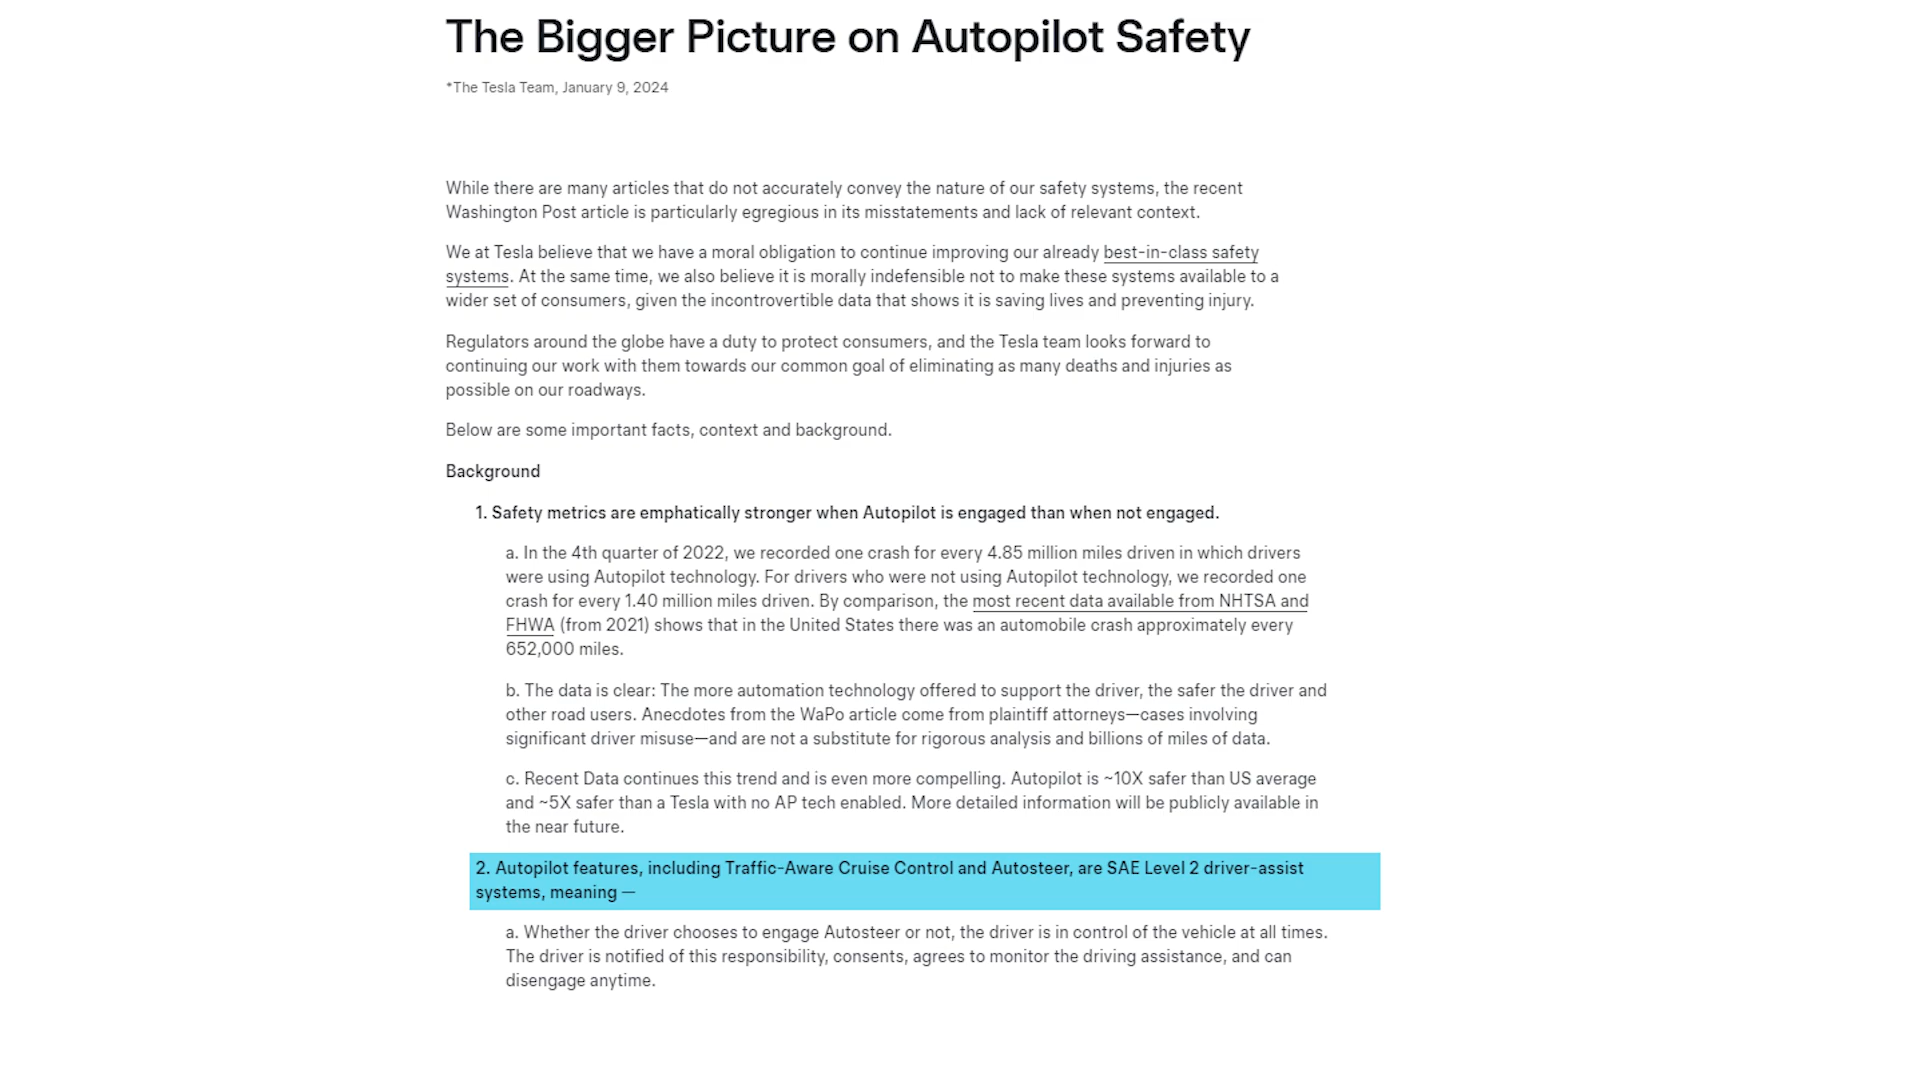 The Bigger Picture on Autopilot Safety
*The Tesla Team, January 9, 2024
While there are many articles that do not accurately convey the nature of our safety systems, the recent
Washington Post article is particularly egregious in its misstatements and lack of relevant context.
We at Tesla believe that we have a moral obligation to continue improving our already best-in-class safety
systems. At the same time, we also believe it is morally indefensible not to make these systems available to a
wider set of consumers, given the incontrovertible data that shows it is saving lives and preventing injury.
Regulators around the globe have a duty to protect consumers, and the Tesla team looks forward to
continuing our work with them towards our common goal of eliminating as many deaths and injuries as
possible on our roadways.
Below are some important facts, context and background.
Background
1. Safety metrics are emphatically stronger when Autopilot is engaged than when not engaged.
a. In the 4th quarter of 2022, we recorded one crash for every 4.85 million miles driven in which drivers
were using Autopilot technology. For drivers who were not using Autopilot technology, we recorded one
crash for every 1.40 million miles driven. By comparison, the most recent data available from NHTSA and
FHWA (from 2021) shows that in the United States there was an automobile crash approximately every
652,000 miles.
b. The data is clear: The more automation technology offered to support the driver, the safer the driver and
other road users. Anecdotes from the WaPo article come from plaintiff attorneys—cases involving
significant driver misuse—and are not a substitute for rigorous analysis and billions of miles of data.
c. Recent Data continues this trend and is even more compelling. Autopilot is ~10X safer than US average
and ~5X safer than a Tesla with no AP tech enabled. More detailed information will be publicly available in
the near future.
2. Autopilot features, including Traffic-Aware Cruise Control and Autosteer, are SAE Level 2 driver-assist
systems, meaning —
a. Whether the driver chooses to engage Autosteer or not, the driver is in control of the vehicle at all times.
The driver is notified of this responsibility, consents, agrees to monitor the driving assistance, and can
disengage anytime.